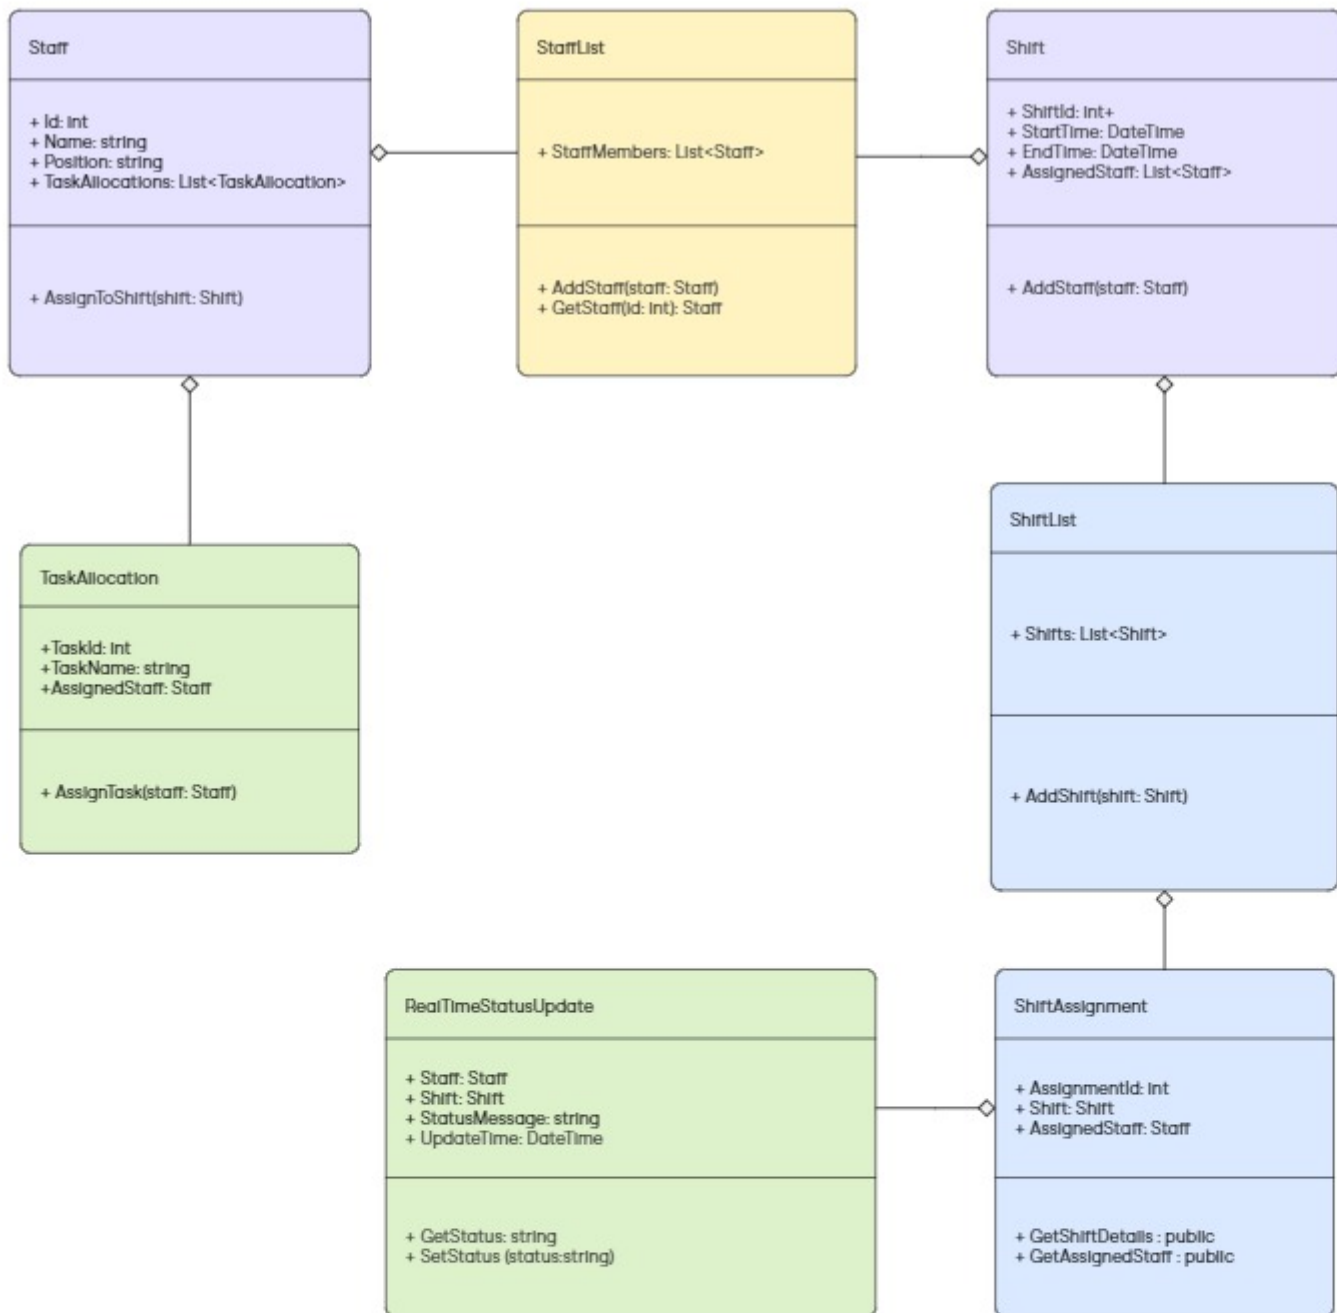 Staff
+ Id: int
+ Name: string
+ Position: string
+ TaskAllocations: List<TaskAllocation>
+ AssignToShift(shift: Shift)
StaffList
+ StaffMembers: List<Staff>
+ AddStaff(staff: Staff)
+ GetStaff(id: int): Staff
Shift
+ ShiftId: int+
+ StartTime: DateTime
+ EndTime: DateTime
+ AssignedStaff: List<Staff>
+ AddStaff(staff: Staff)
TaskAllocation
+TaskId: int
+TaskName: string
+AssignedStaff: Staff
+ AssignTask(staff: Staff)
ShiftList
+ Shifts: List<Shift>
+ AddShift(shift: Shift)
RealTimeStatusUpdate
+ Staff: Staff
+ Shift: Shift
+ StatusMessage: string
+ UpdateTime: DateTime
+ GetStatus: string
+ SetStatus (status:string)
ShiftAssignment
+ AssignmentId: int
+ Shift: Shift
+ AssignedStaff: Staff
+ GetShiftDetails : public
+ GetAssignedStaff : public